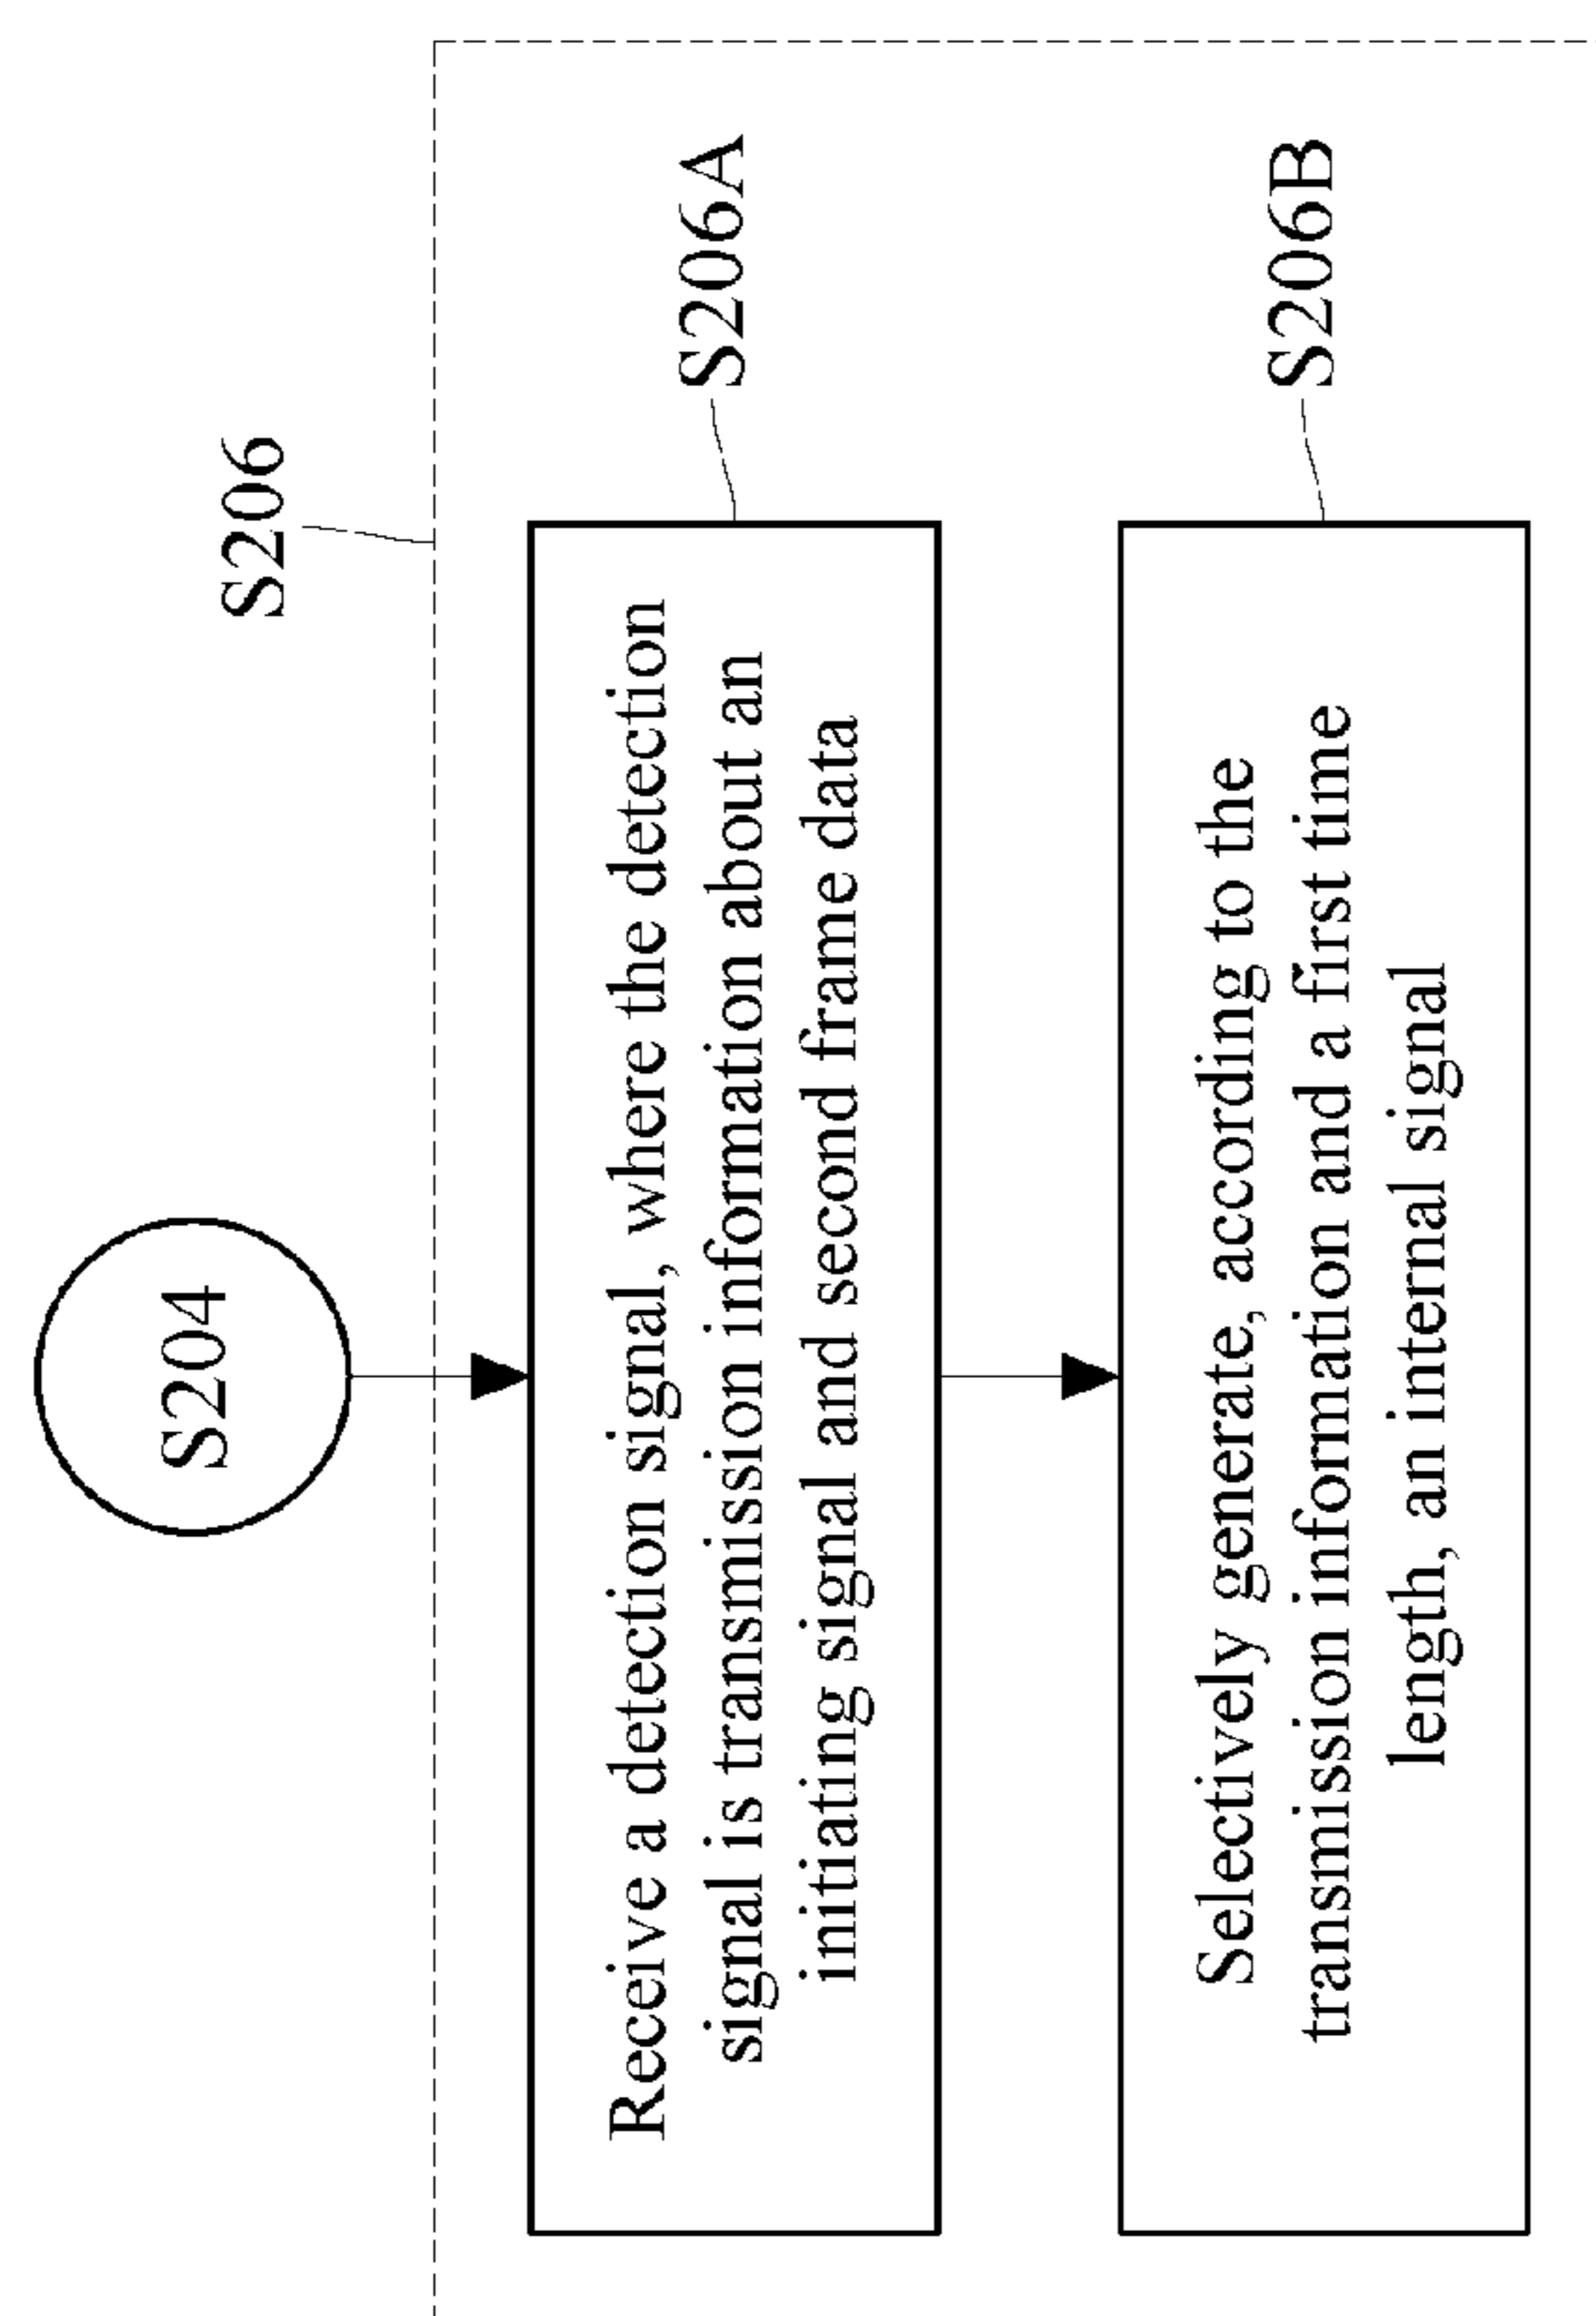 S204
S206
Receive a detection signal, where the detection
signal is transmission information about an
initiating signal and second frame data
S206A
Selectively generate, according to the
transmission information and a first time
length, an internal signal
S206B